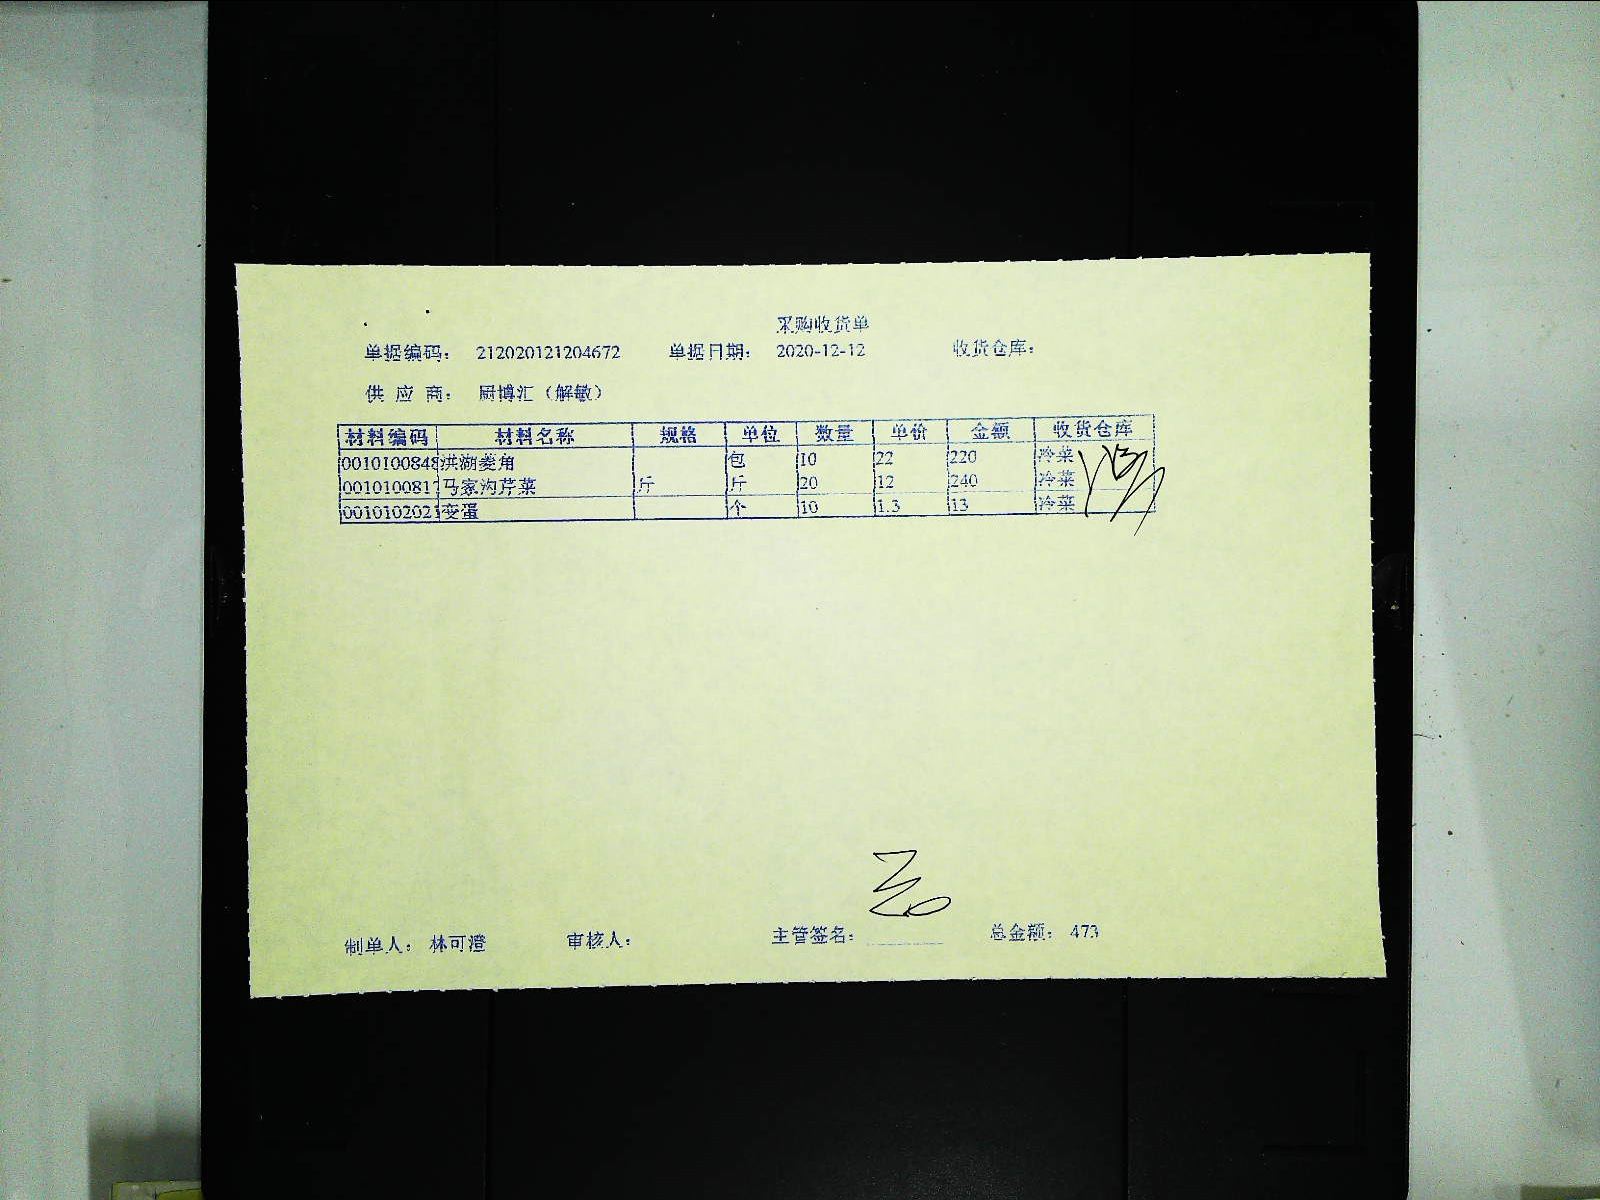 采购收货单
单据编码： 212020121204672 单据日期： 2020-12-12 收货仓库：
供 应 商： 厨博汇（解敏）
材料编码 材料名称 规格 单位 数量 单价 金额 收货仓库
0010100848 洪湖菱角 包 10 22 220 冷菜
001010081 马家沟芹菜 斤 斤 20 12 240 冷菜
001010202 变蛋 个 10 1.3 13 冷菜
制单人： 林可澄 审核人： 主管签名： 总金额： 473